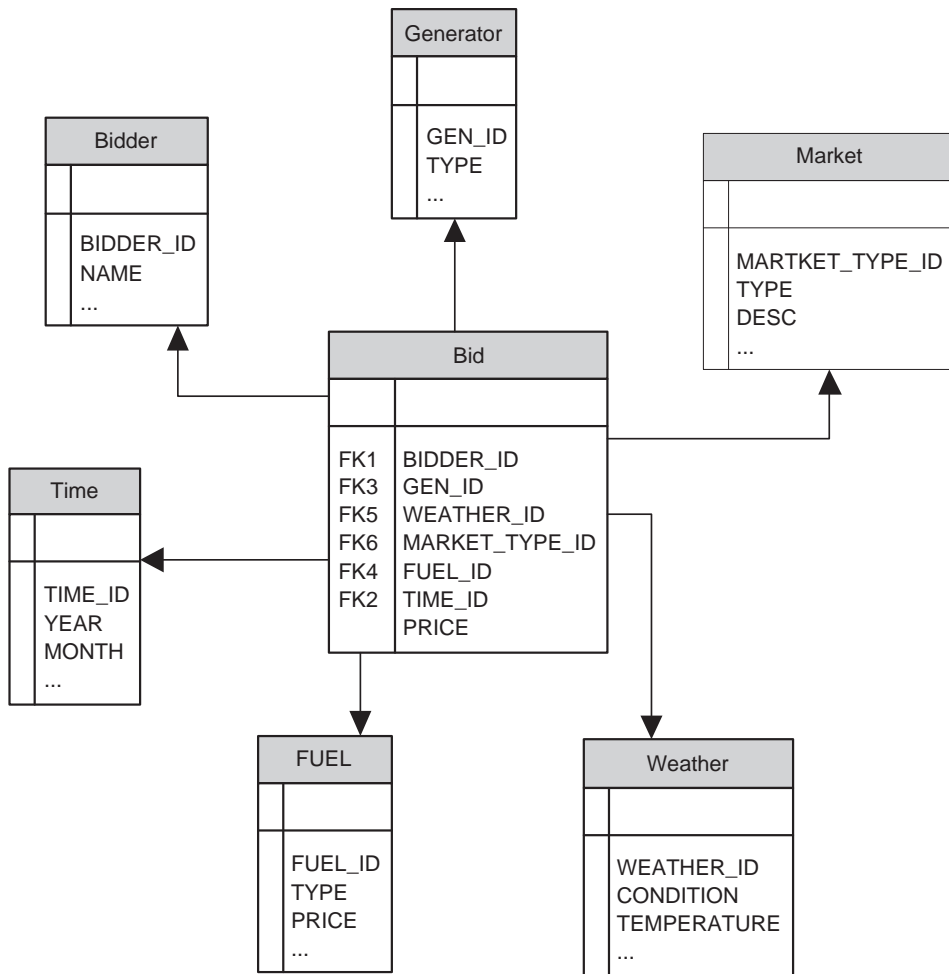 Generator
GEN_ID
TYPE
...
Bidder
BIDDER_ID
NAME
...
Market
MARTKET_TYPE_ID
TYPE
DESC
...
Bid
FK1 BIDDER_ID
FK3 GEN_ID
FK5 WEATHER_ID
FK6 MARKET_TYPE_ID
FK4 FUEL_ID
FK2 TIME_ID
PRICE
Time
TIME_ID
YEAR
MONTH
...
FUEL
FUEL_ID
TYPE
PRICE
...
Weather
WEATHER_ID
CONDITION
TEMPERATURE
...